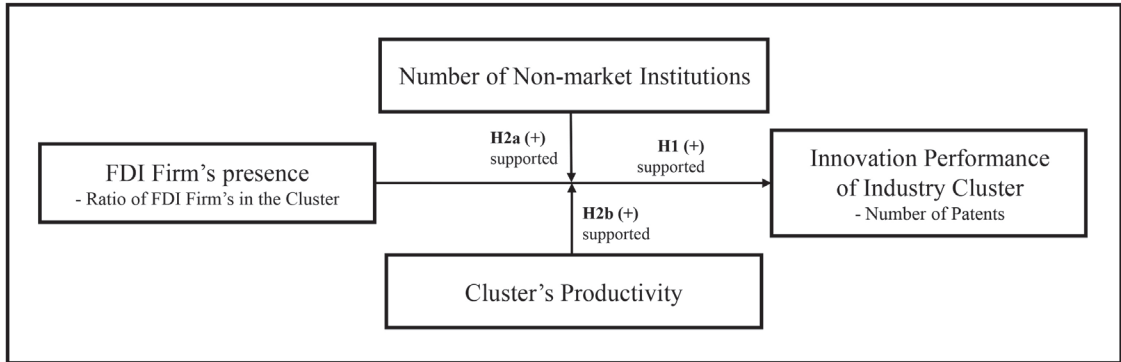 Number of Non-market Institutions
H2a (+)
supported
H1 (+)
supported
FDI Firm's presence
- Ratio of FDI Firm's in the Cluster
Innovation Performance
of Industry Cluster
- Number of Patents
H2b (+)
supported
Cluster's Productivity